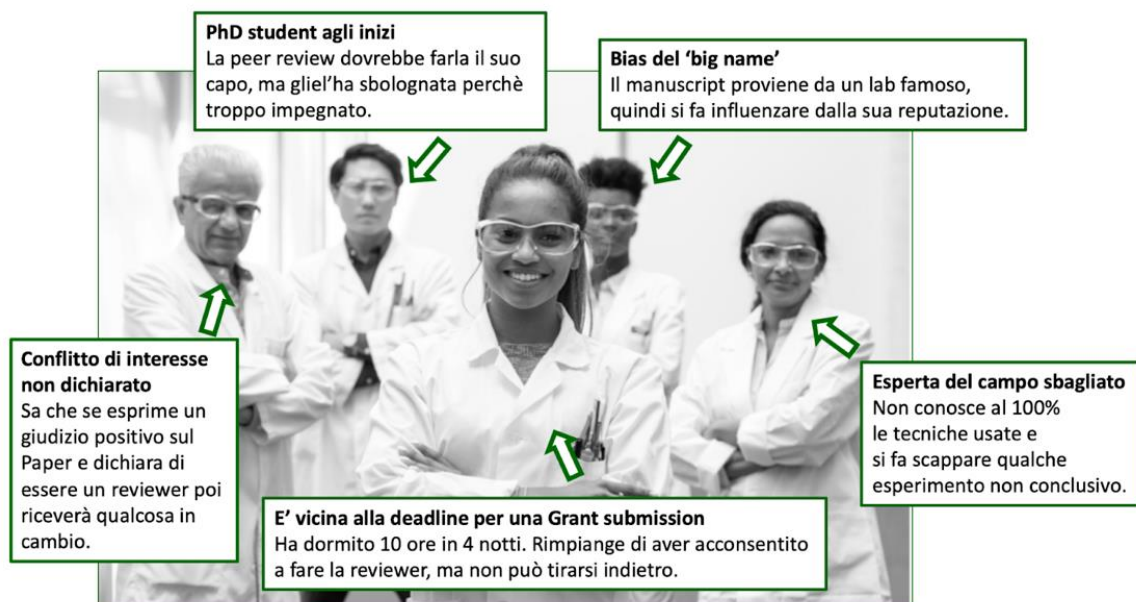 PhD student agli inizi
La peer review dovrebbe farla il suo
capo, ma gliel’ha sbolognata perchè
troppo impegnato.
Bias del ‘big name’
Il manuscript proviene da un lab famoso,
quindi si fa influenzare dalla sua reputazione.
Conflitto di interesse
non dichiarato
Sa che se esprime un
giudizio positivo sul
Paper e dichiara di
essere un reviewer poi
riceverà qualcosa in
cambio.
Esperta del campo sbagliato
Non conosce al 100%
le tecniche usate e
si fa scappare qualche
esperimento non conclusivo.
E’ vicina alla deadline per una Grant submission
Ha dormito 10 ore in 4 notti. Rimpiange di aver acconsentito
a fare la reviewer, ma non può tirarsi indietro.